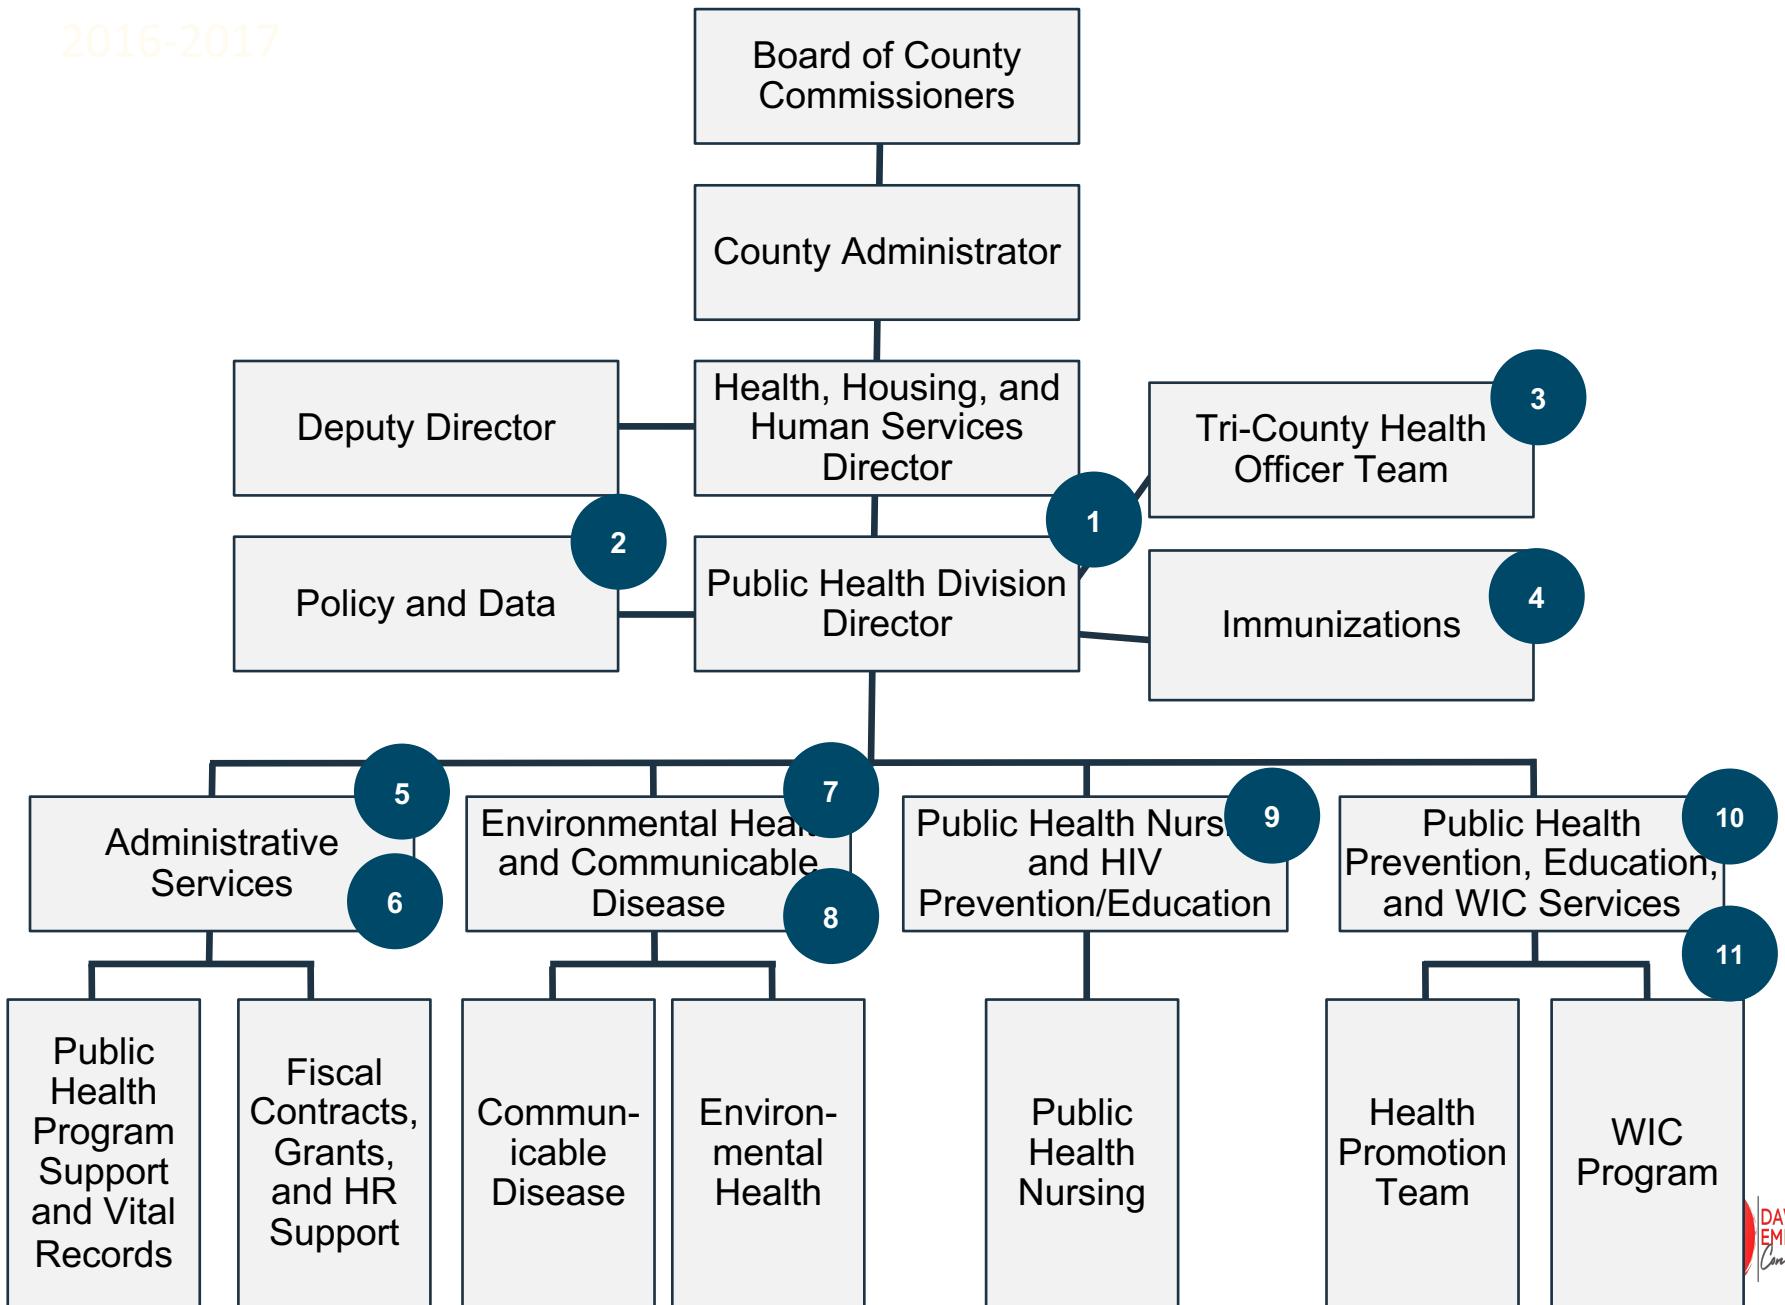 2016-2017
Board of County
Commissioners
County Administrator
Deputy Director
Health, Housing, and
Human Services
Director
3
Tri-County Health
Officer Team
2
Policy and Data
1
Public Health Division
Director
4
Immunizations
5
Administrative
Services
6
7
Environmental Heal
and Communicable
Disease
8
9
Public Health Nurs
and HIV
Prevention/Education
10
Public Health
Prevention, Education,
and WIC Services
11
Public
Health
Program
Support
and Vital
Records
Fiscal
Contracts,
Grants,
and HR
Support
Commun-
icable
Disease
Environ-
mental
Health
Public
Health
Nursing
Health
Promotion
Team
WIC
Program